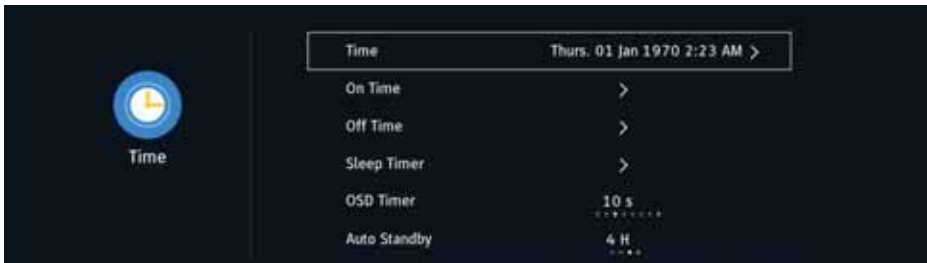 Time
Time Thurs. 01 Jan 1970 2:23 AM >
On Time >
Off Time >
Sleep Timer >
OSD Timer 10 s
Auto Standby 4 H